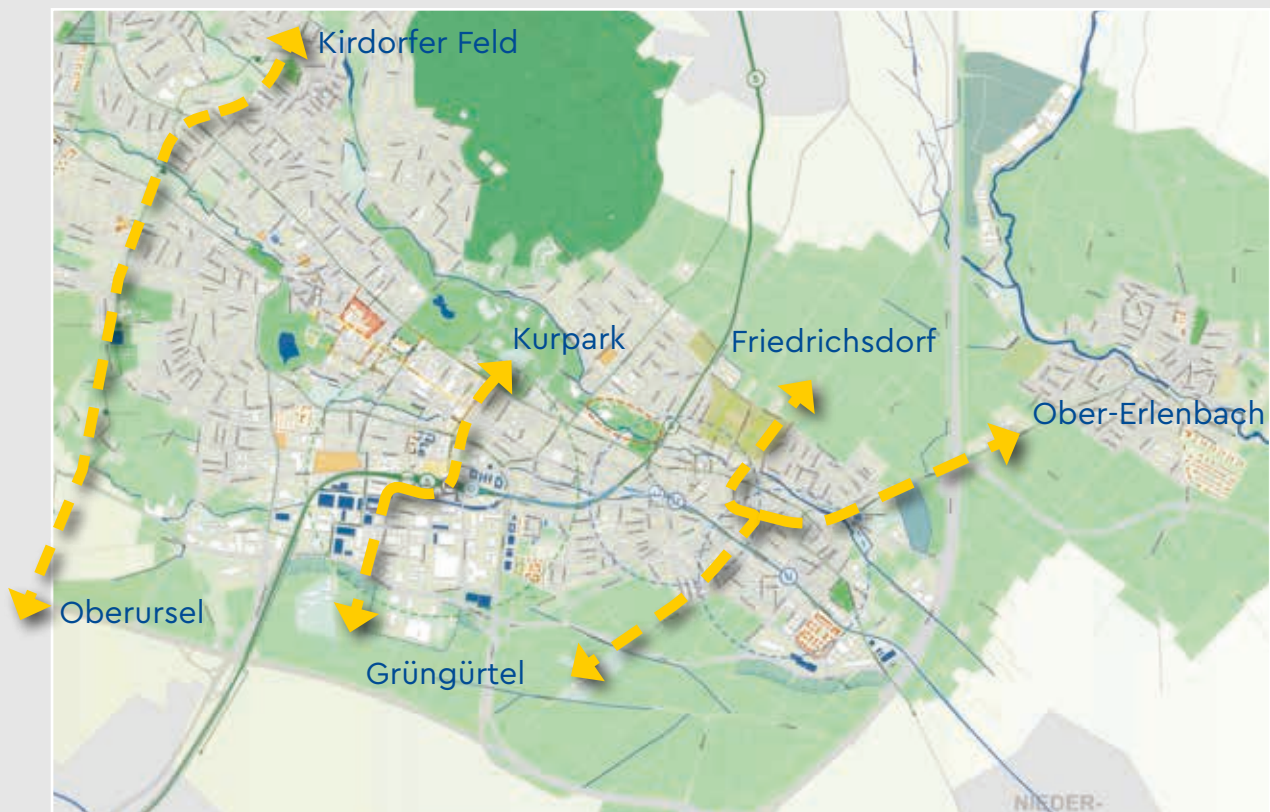 Kirdorfer Feld
Kurpark
Friedrichsdorf
Ober-Erlenbach
Oberursel
Grüngürtel
NIEDER-